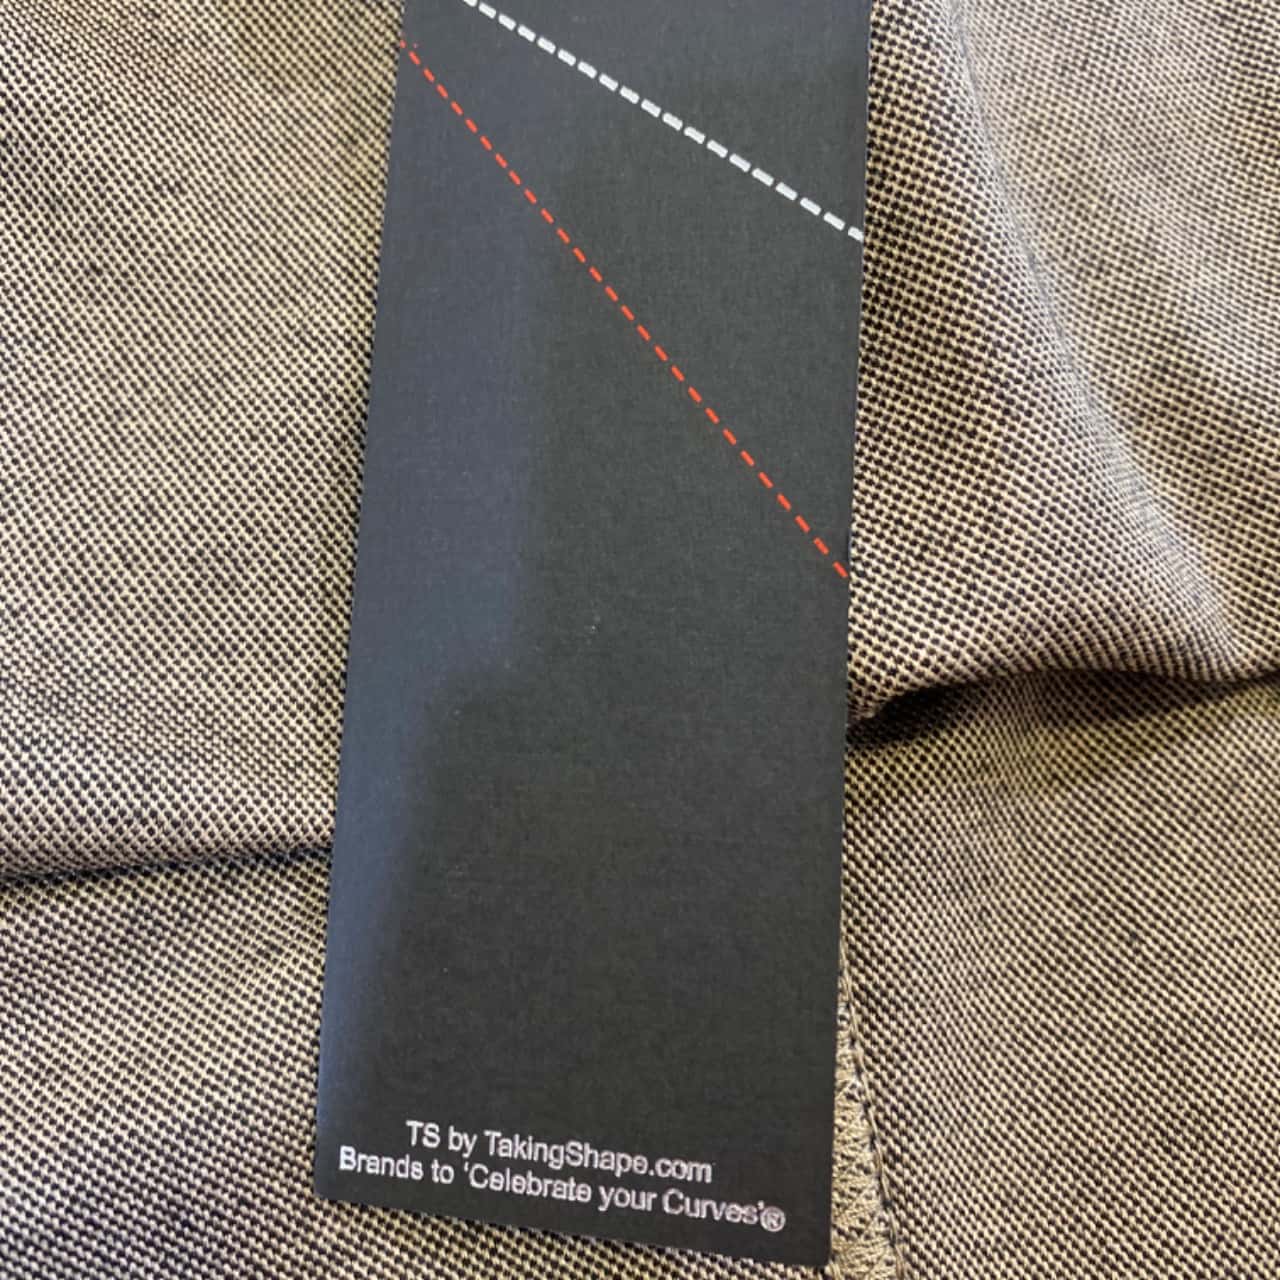 TS by TakingShape.com
Brands to 'Celebrate your Curves'®